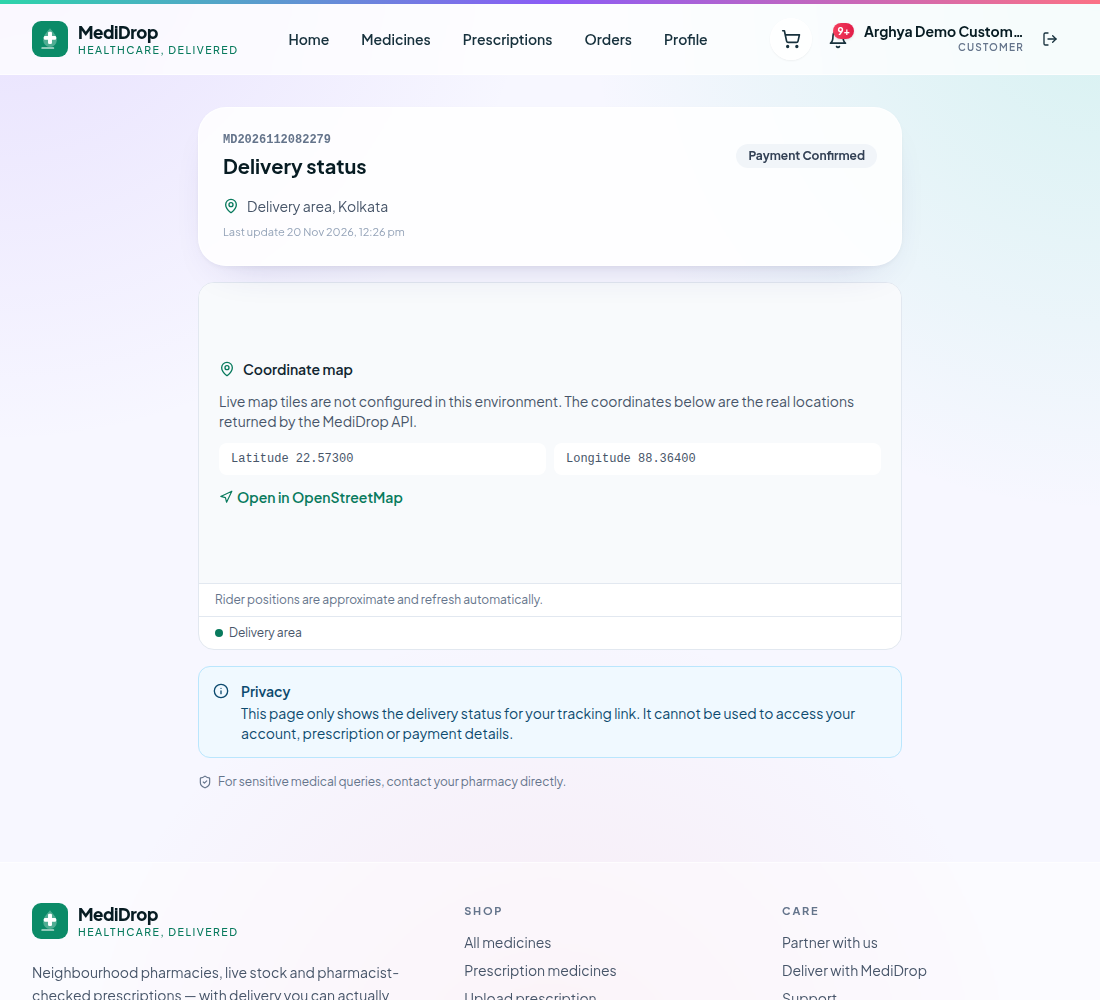 MediDrop
HEALTHCARE, DELIVERED
Home
Medicines
Prescriptions
Orders
Profile
9+
Arghya Demo Custom…
CUSTOMER
MD2026112082279
Delivery status
Payment Confirmed
Delivery area, Kolkata
Last update 20 Nov 2026, 12:26 pm
Coordinate map
Live map tiles are not configured in this environment. The coordinates below are the real locations
returned by the MediDrop API.
Latitude 22.57300
Longitude 88.36400
Open in OpenStreetMap
Rider positions are approximate and refresh automatically.
Delivery area
Privacy
This page only shows the delivery status for your tracking link. It cannot be used to access your
account, prescription or payment details.
For sensitive medical queries, contact your pharmacy directly.
MediDrop
HEALTHCARE, DELIVERED
Neighbourhood pharmacies, live stock and pharmacist-
checked prescriptions — with delivery you can actually
SHOP
All medicines
Prescription medicines
Upload prescription
CARE
Partner with us
Deliver with MediDrop
Support